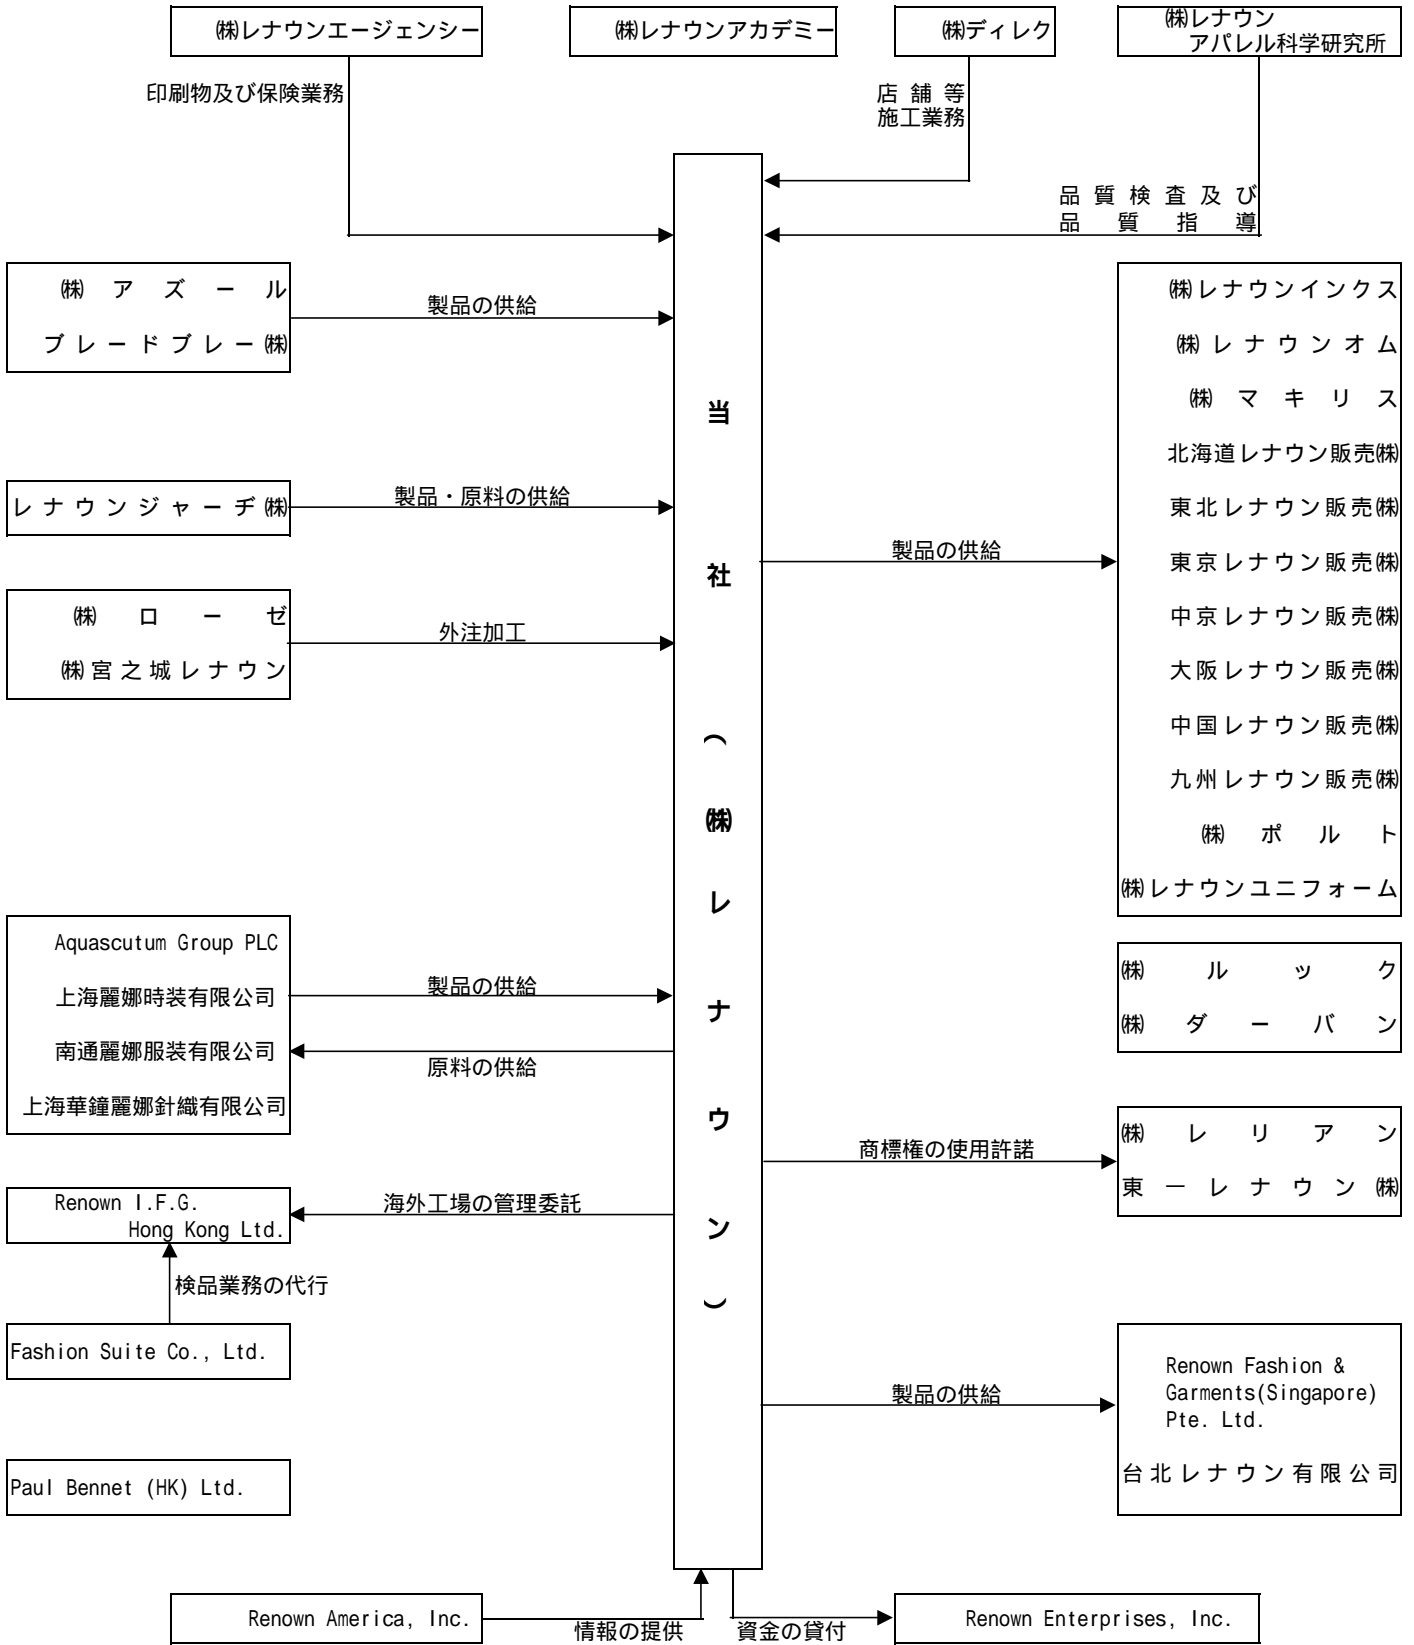 ㈱レナウンエージェンシー
㈱レナウンアカデミー
㈱ディレク
㈱レナウン
アパレル科学研究所
印刷物及び保険業務
店舗等
施工業務
品質検査及び
品質指導
㈱アズール
ブレードブレー㈱
製品の供給
レナウンジャーヂ㈱
製品・原料の供給
㈱ローゼ
㈱宮之城レナウン
外注加工
当社(㈱レナウン)
製品の供給
㈱レナウンインクス
㈱レナウンオム
㈱マキリス
北海道レナウン販売㈱
東北レナウン販売㈱
東京レナウン販売㈱
中京レナウン販売㈱
大阪レナウン販売㈱
中国レナウン販売㈱
九州レナウン販売㈱
㈱ポルト
㈱レナウンユニフォーム
Aquascutum Group PLC
上海麗娜時装有限公司
南通麗娜服装有限公司
上海華鐘麗娜針織有限公司
製品の供給
原料の供給
㈱ルック
㈱ダーバン
商標権の使用許諾
㈱レリアン
東一レナウン㈱
Renown I.F.G.
Hong Kong Ltd.
海外工場の管理委託
検品業務の代行
Fashion Suite Co., Ltd.
Paul Bennet (HK) Ltd.
製品の供給
Renown Fashion &
Garments(Singapore)
Pte. Ltd.
台北レナウン有限公司
Renown America, Inc.
情報の提供
資金の貸付
Renown Enterprises, Inc.